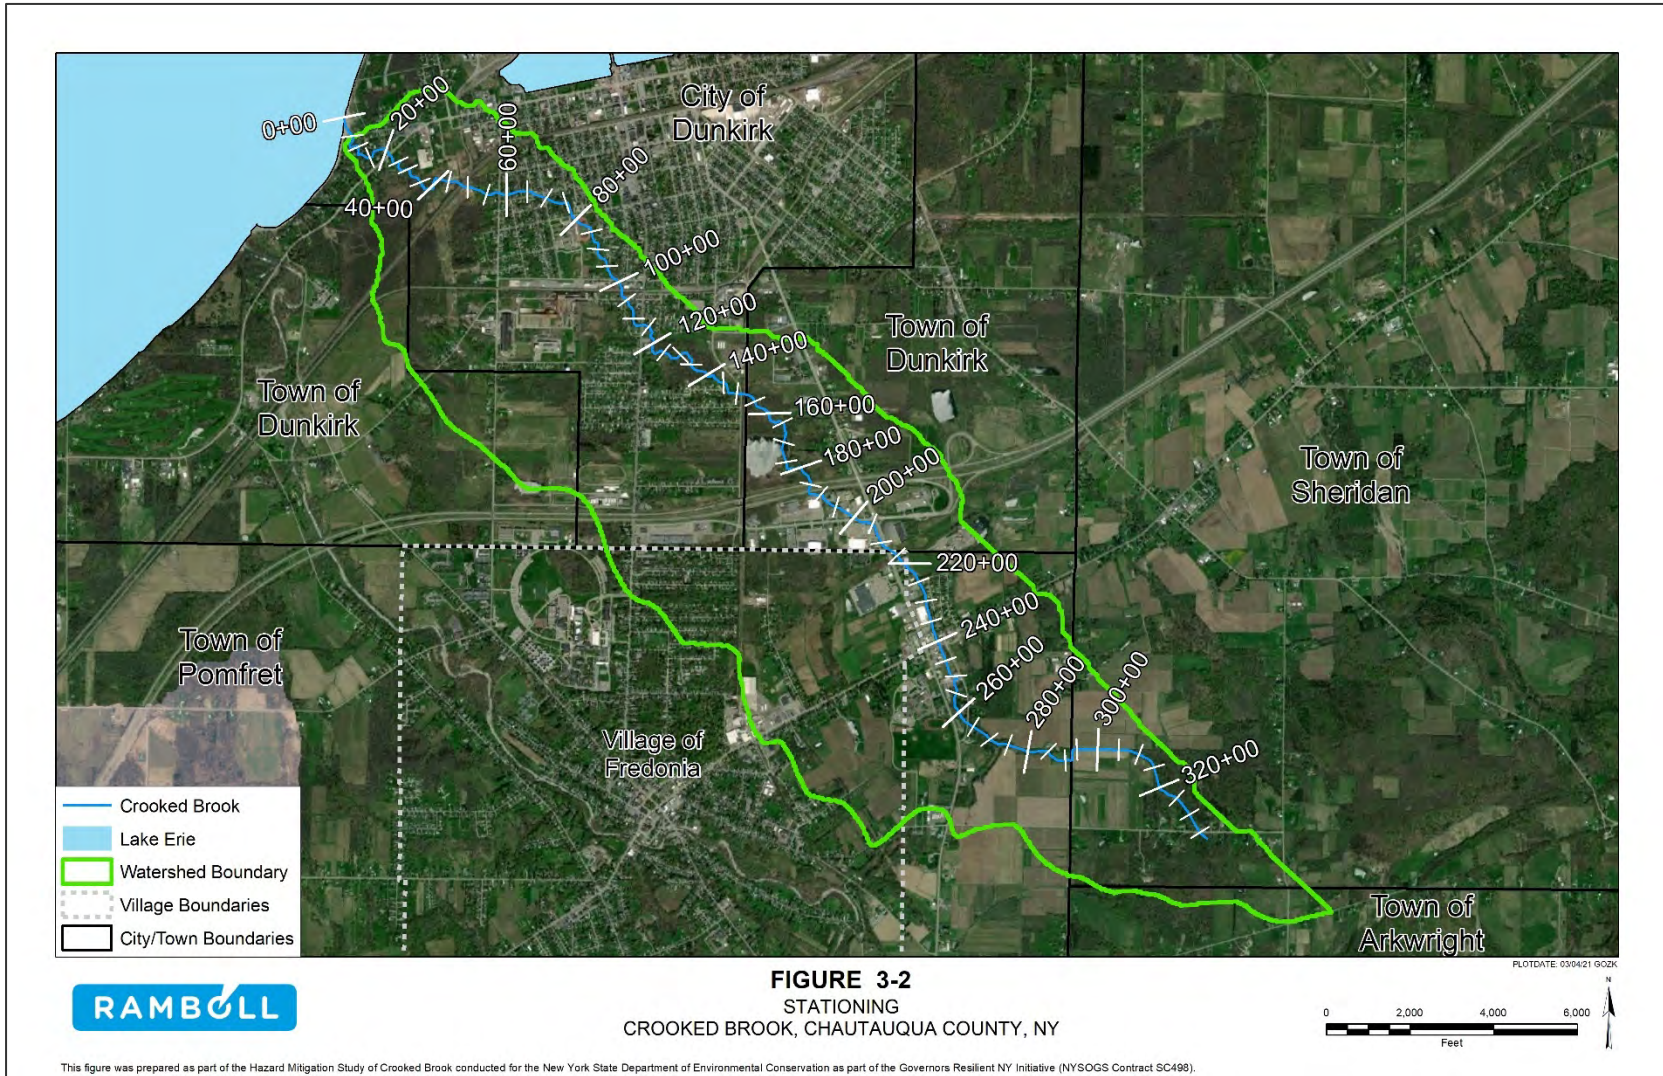 0+00
20+00
40+00
60+00
80+00
100+00
120+00
140+00
160+00
180+00
200+00
220+00
240+00
260+00
280+00
300+00
320+00
City of
Dunkirk
Town of
Dunkirk
Town of
Dunkirk
Town of
Sheridan
Town of
Pomfret
Village of
Fredonia
Town of
Arkwright
Crooked Brook
Lake Erie
Watershed Boundary
Village Boundaries
City/Town Boundaries
PLOTDATE: 03/04/21 GOZK
RAMBOLL
FIGURE 3-2
STATIONING
CROOKED BROOK, CHAUTAUQUA COUNTY, NY
N
0 2,000 4,000 6,000
Feet
This figure was prepared as part of the Hazard Mitigation Study of Crooked Brook conducted for the New York State Department of Environmental Conservation as part of the Governors Resilient NY Initiative (NYSOGS Contract SC498).